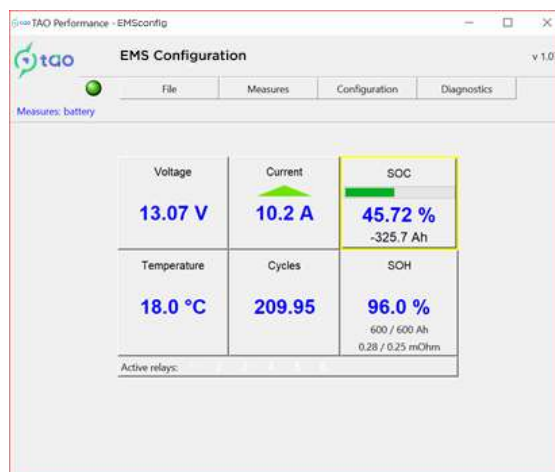 TAO Performance - EMSconfig
tao
EMS Configuration
v 1.0
File Measures Configuration Diagnostics
Measures: battery
Voltage Current SOC
13.07 V 10.2 A 45.72 %
-325.7 Ah
Temperature Cycles SOH
18.0 °C 209.95 96.0 %
600 / 600 Ah
0.28 / 0.25 mOhm
Active relays: